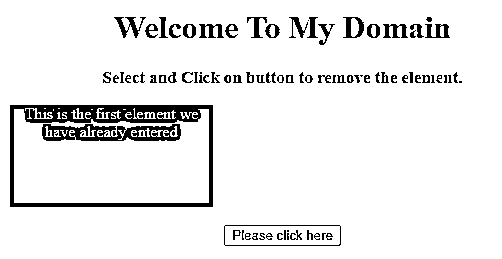 Welcome To My Domain
Select and Click on button to remove the element.
This is the first element we
have already entered
Please click here